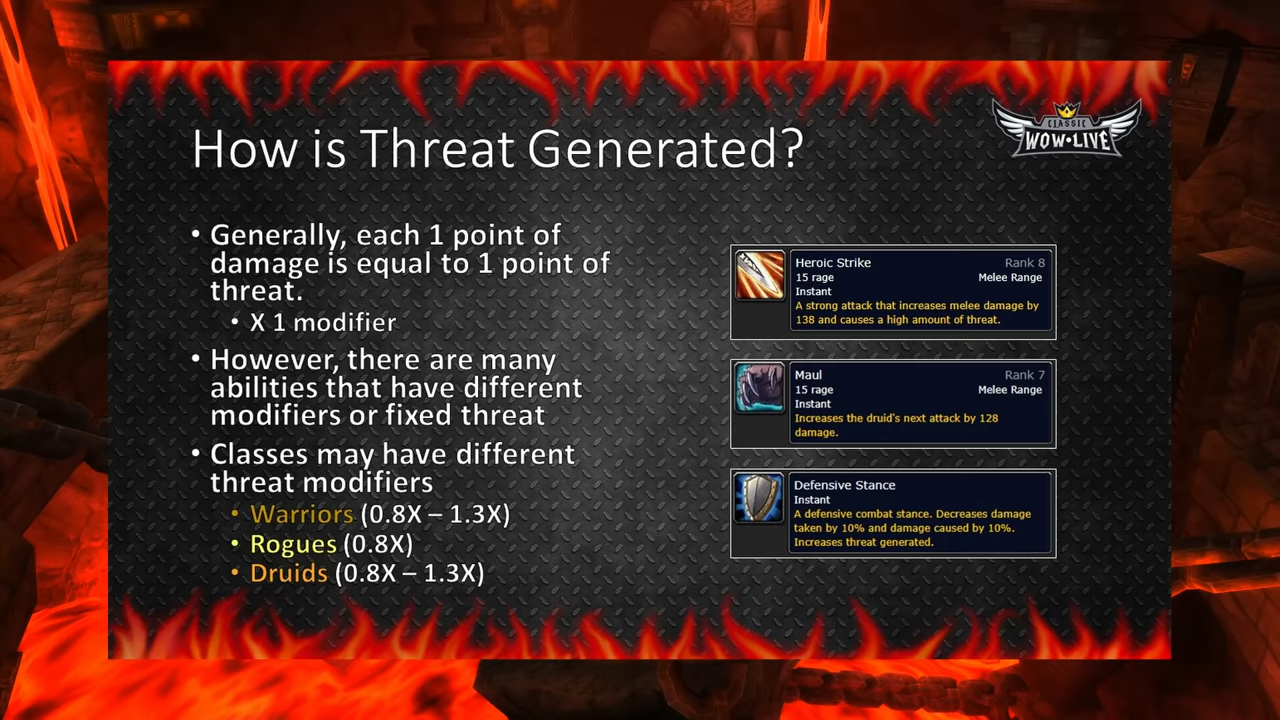 CLASSIC
WOW•LIVE
How is Threat Generated?
• Generally, each 1 point of
damage is equal to 1 point of
threat.
• X 1 modifier
• However, there are many
abilities that have different
modifiers or fixed threat
• Classes may have different
threat modifiers
• Warriors (0.8X – 1.3X)
• Rogues (0.8X)
• Druids (0.8X – 1.3X)
Heroic Strike Rank 8
15 rage Melee Range
Instant
A strong attack that increases melee damage by
138 and causes a high amount of threat.
Maul Rank 7
15 rage Melee Range
Instant
Increases the druid's next attack by 128
damage.
Defensive Stance
Instant
A defensive combat stance. Decreases damage
taken by 10% and damage caused by 10%.
Increases threat generated.